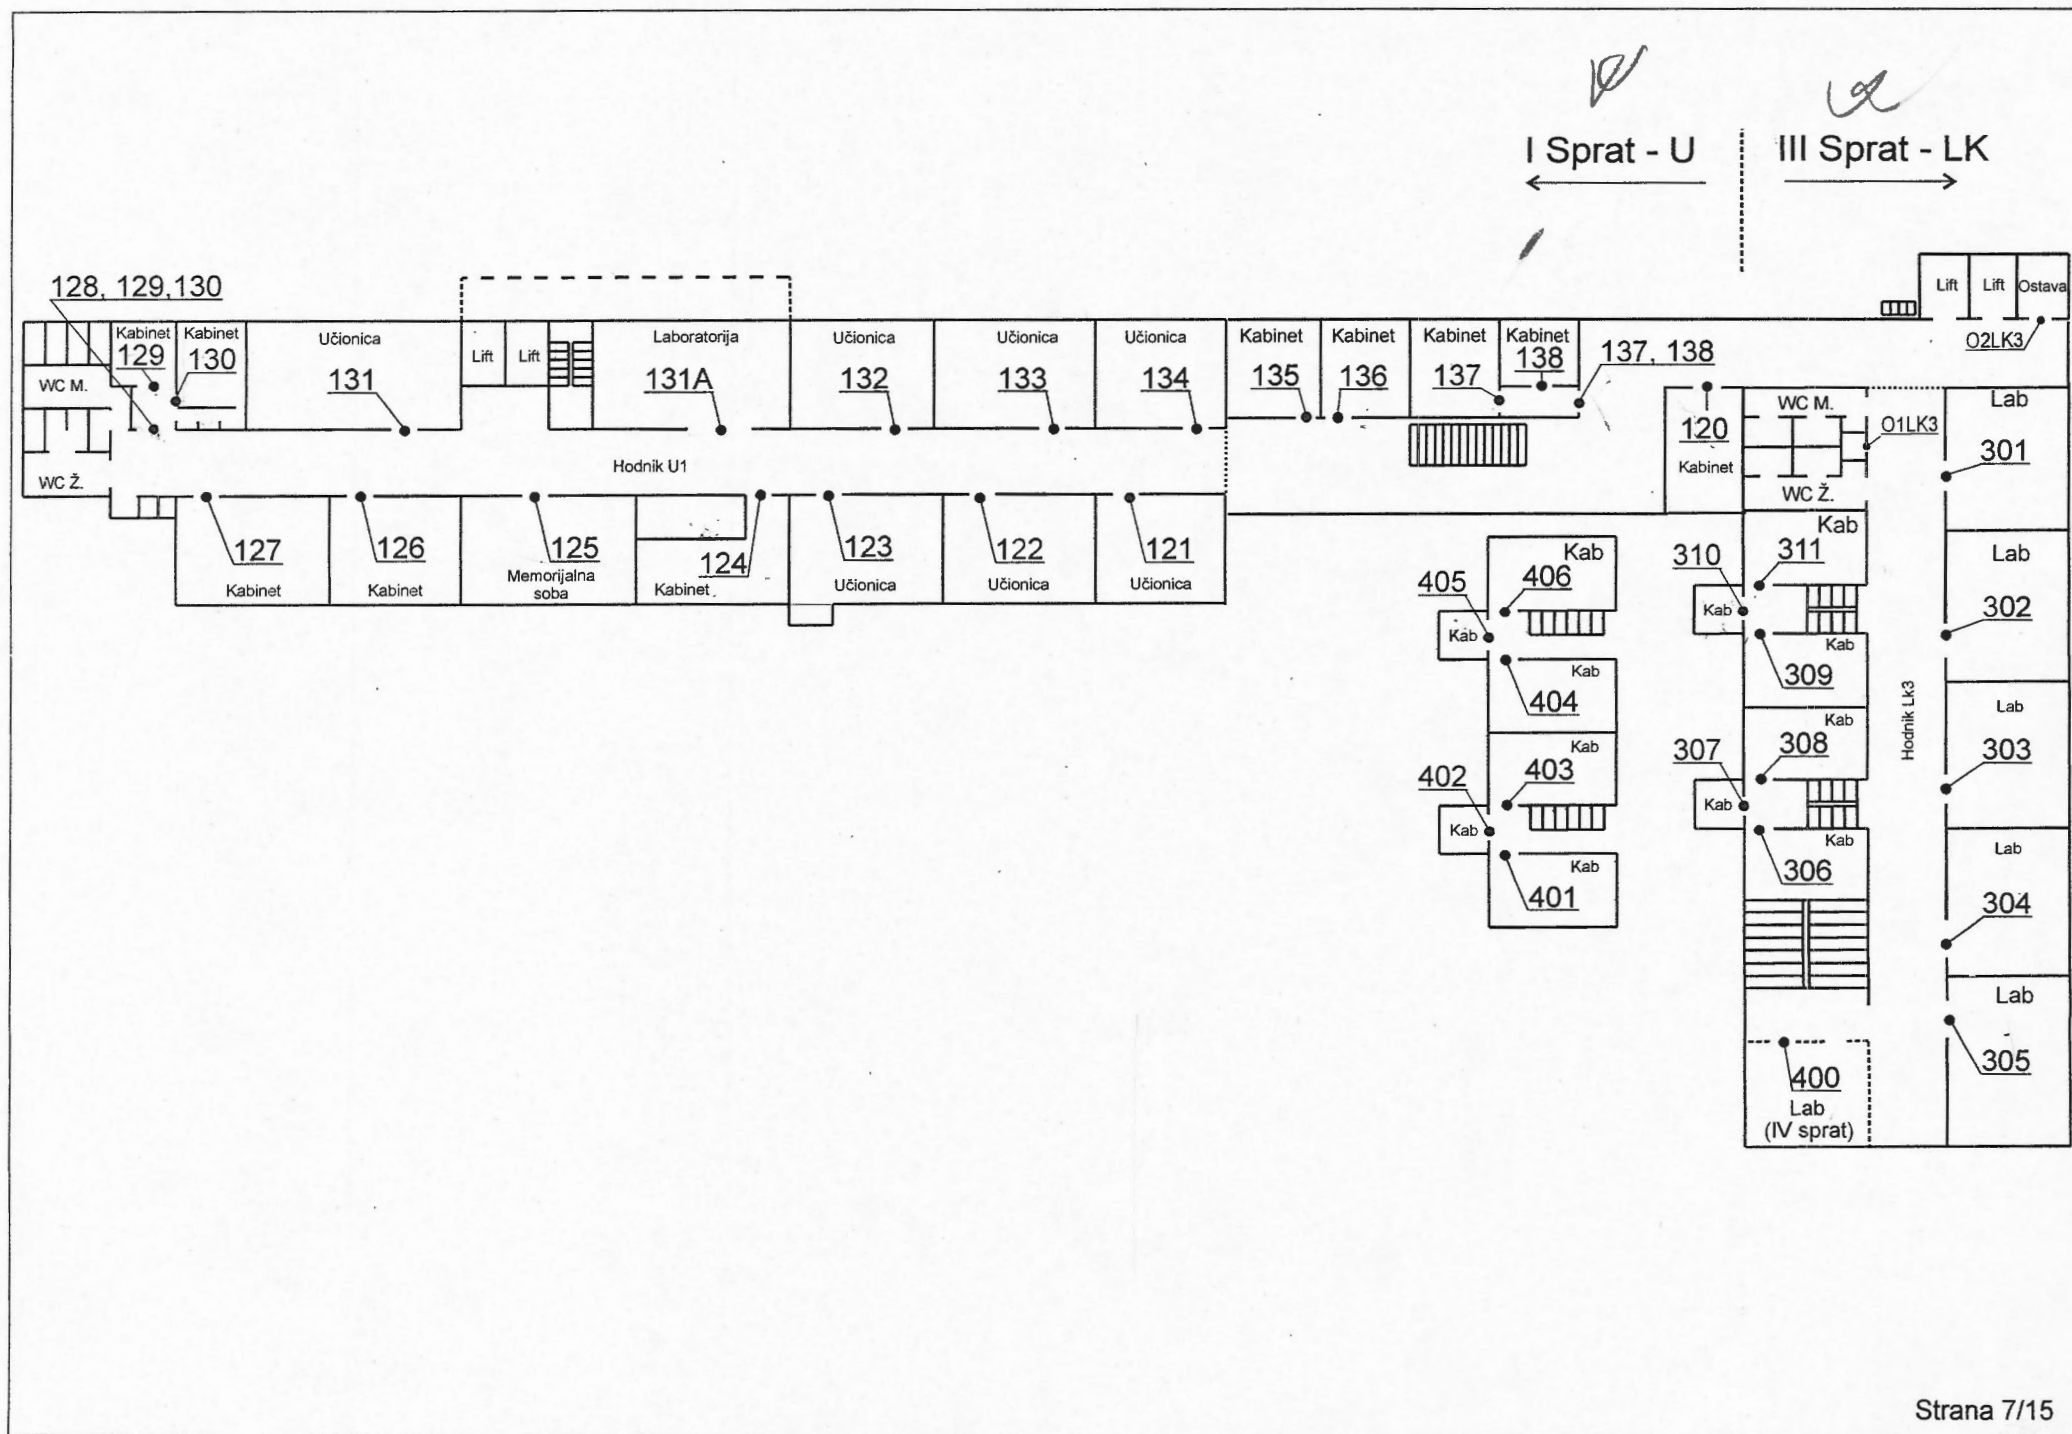 I Sprat - U
III Sprat - LK
128, 129,130
Kabinet
129
Kabinet
130
Učionica
131
Lift
Lift
Laboratorija
131A
Učionica
132
Učionica
133
Učionica
134
Kabinet
135
Kabinet
136
Kabinet
137
Kabinet
138
137, 138
Lift
Lift
Ostava
O2LK3
WC M.
WC Ž.
Hodnik U1
120
Kabinet
WC M.
O1LK3
WC Ž.
Lab
301
127
Kabinet
126
Kabinet
125
Memorijalna
soba
124
Kabinet
123
Učionica
122
Učionica
121
Učionica
Kab
406
405
Kab
Kab
404
Kab
403
402
Kab
Kab
401
Kab
311
310
Kab
Kab
309
Kab
308
307
Kab
Kab
306
Hodnik Lk3
Lab
302
Lab
303
Lab
304
Lab
305
400
Lab
(IV sprat)
Strana 7/15